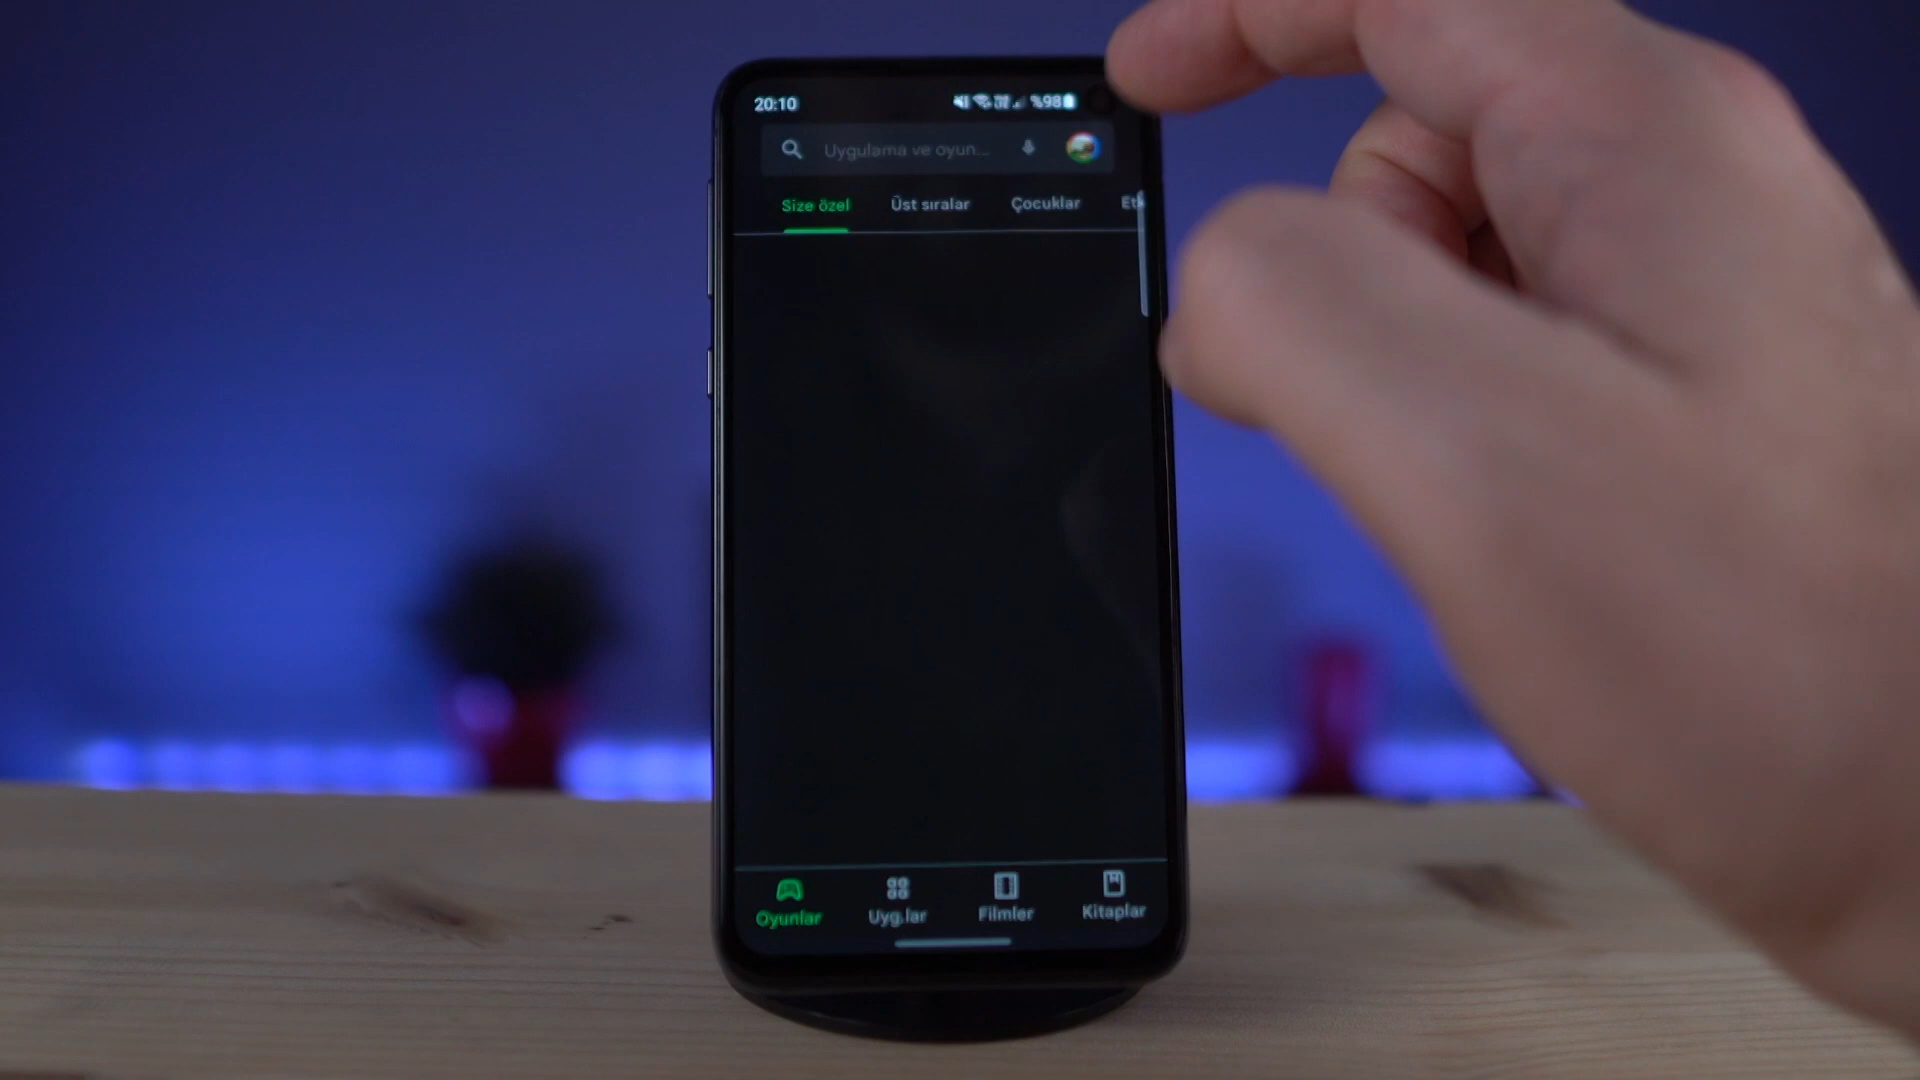 20:10 %98
Uygulama ve oyun...
Size özel Üst sıralar Çocuklar
Oyunlar Uyg.lar Filmler Kitaplar